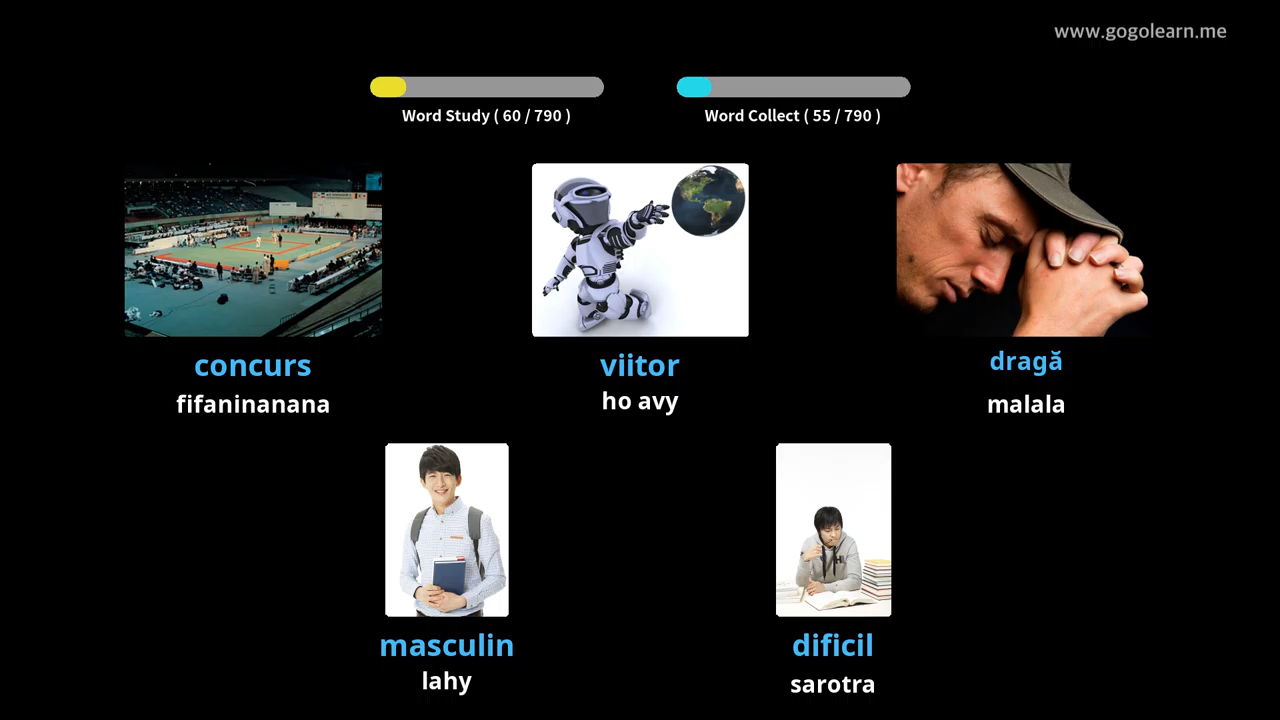 www.gogolearn.me
Word Study ( 60 / 790 )
Word Collect ( 55 / 790 )
concurs
fifaninanana
viitor
ho avy
dragă
malala
masculin
lahy
dificil
sarotra